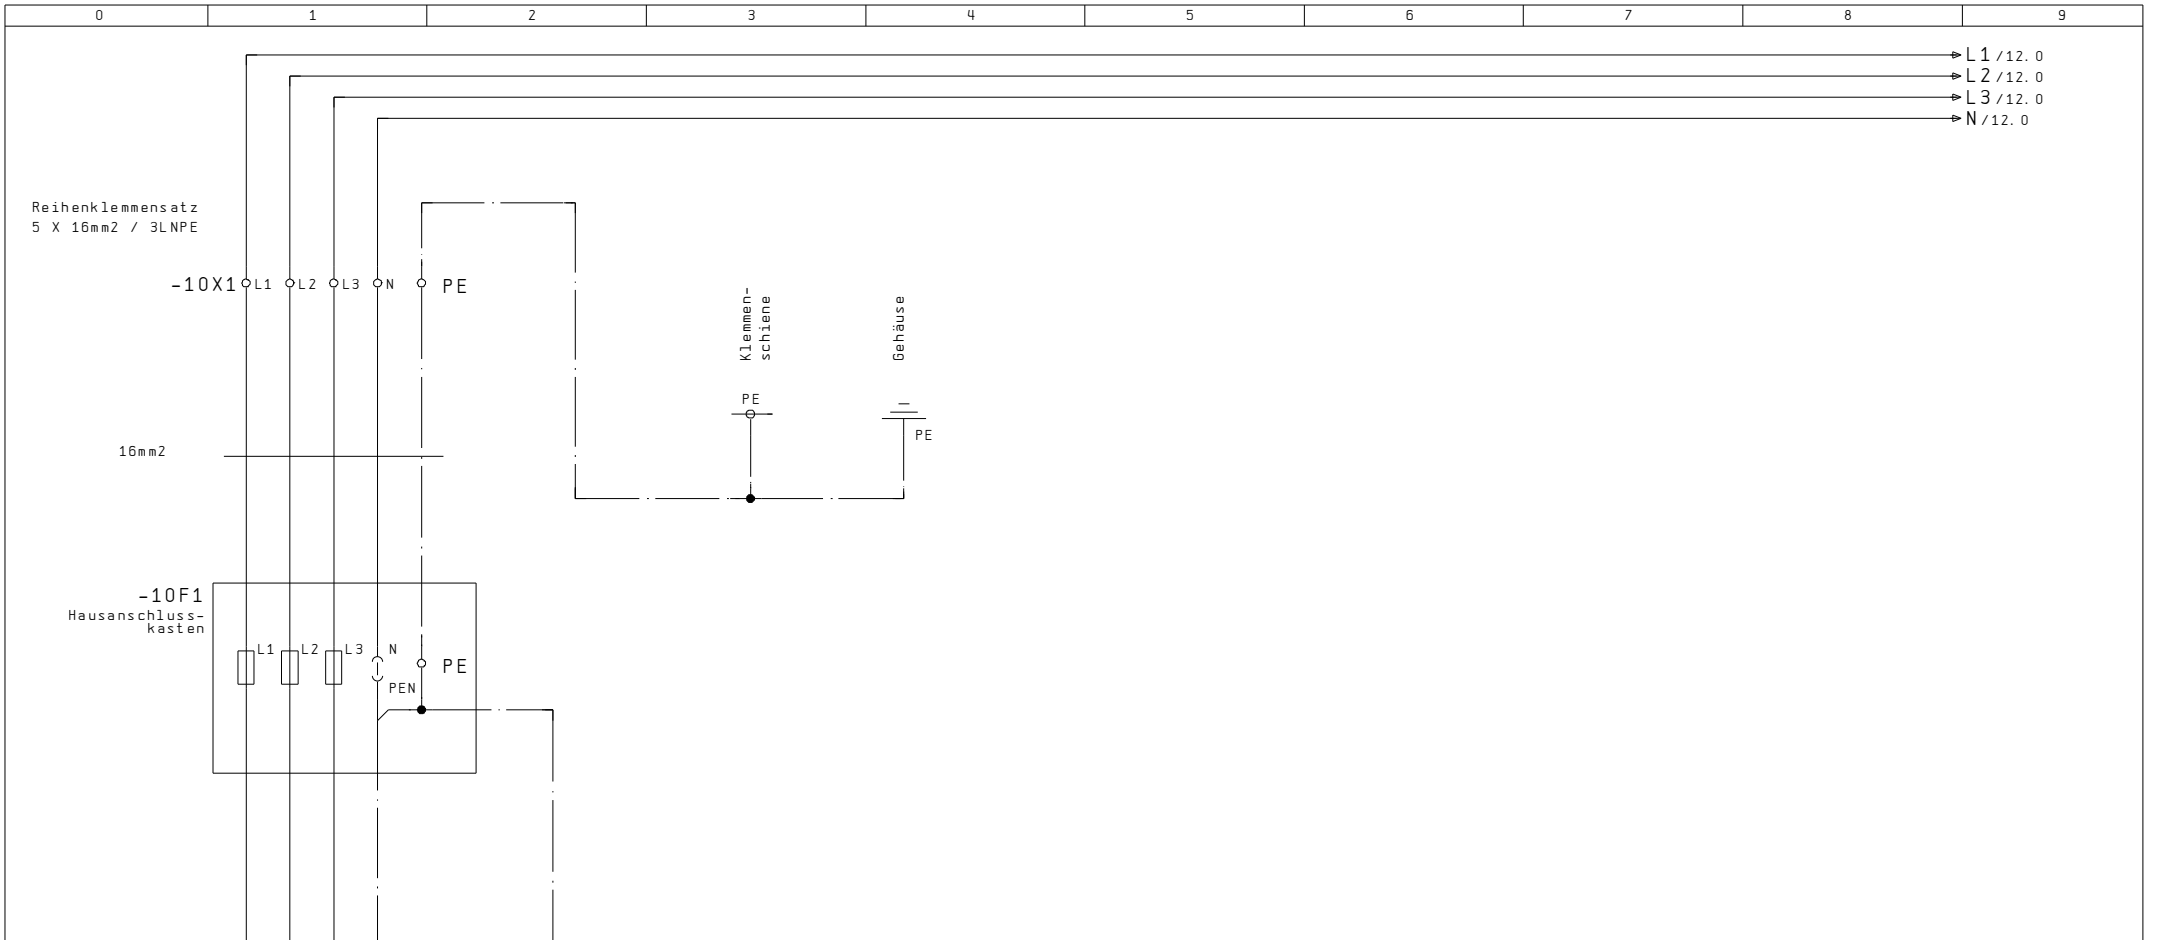 0 1 2 3 4 5 6 7 8 9
L1 /12.0
L2 /12.0
L3 /12.0
N /12.0
Reihenklemmensatz
5 X 16mm2 / 3LNPE
-10X1 L1 L2 L3 N PE
Klemmen-
schiene
Gehäuse
PE
PE
16mm2
-10F1
Hausanschluss-
kasten
L1 L2 L3 N
PE
PEN